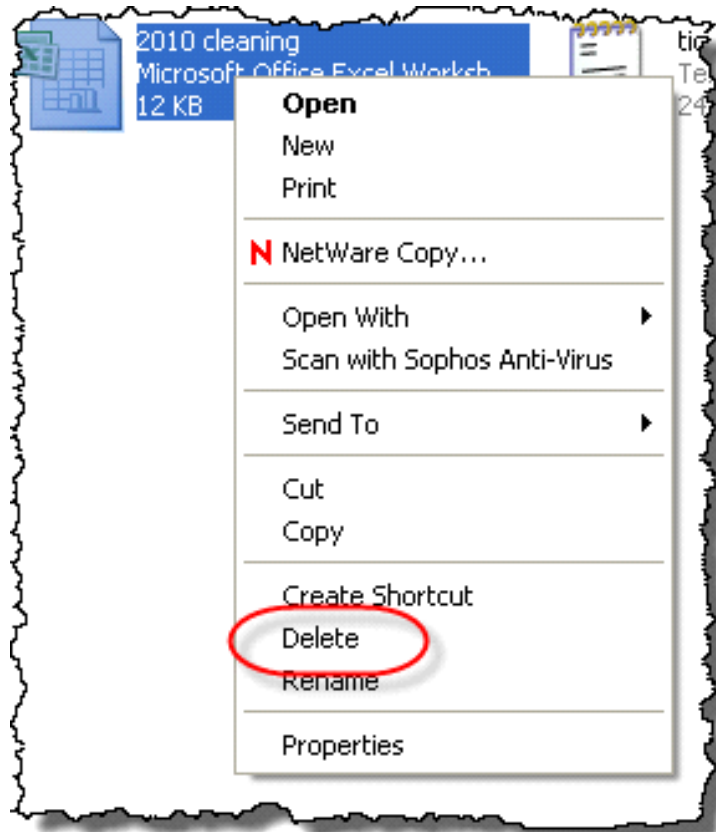 2010 cleaning
Microsoft Office Excel Worksh
12 KB
24
Open
New
Print
NetWare Copy...
Open With
Scan with Sophos Anti-Virus
Send To
Cut
Copy
Create Shortcut
Delete
Rename
Properties